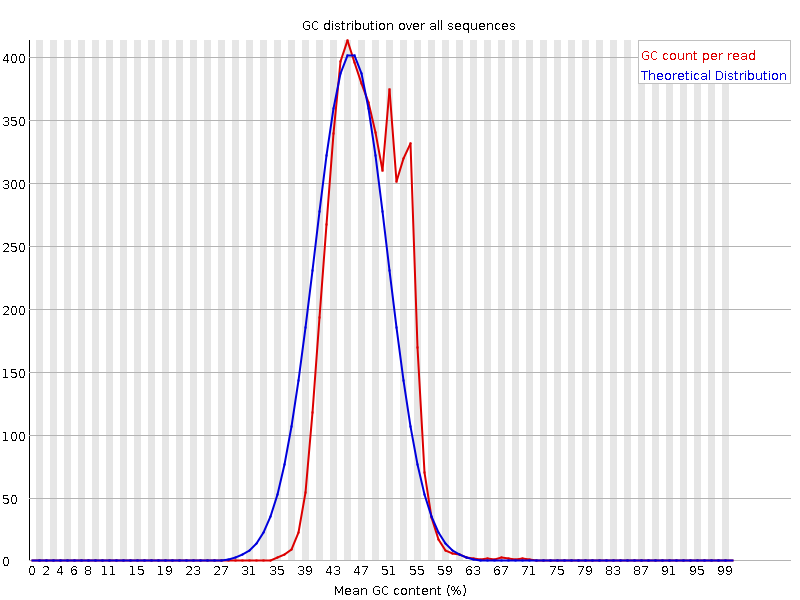 GC distribution over all sequences
GC count per read
Theoretical Distribution
400
350
300
250
200
150
100
50
0
0 2 4 6 8 11 15 19 23 27 31 35 39 43 47 51 55 59 63 67 71 75 79 83 87 91 95 99
Mean GC content (%)